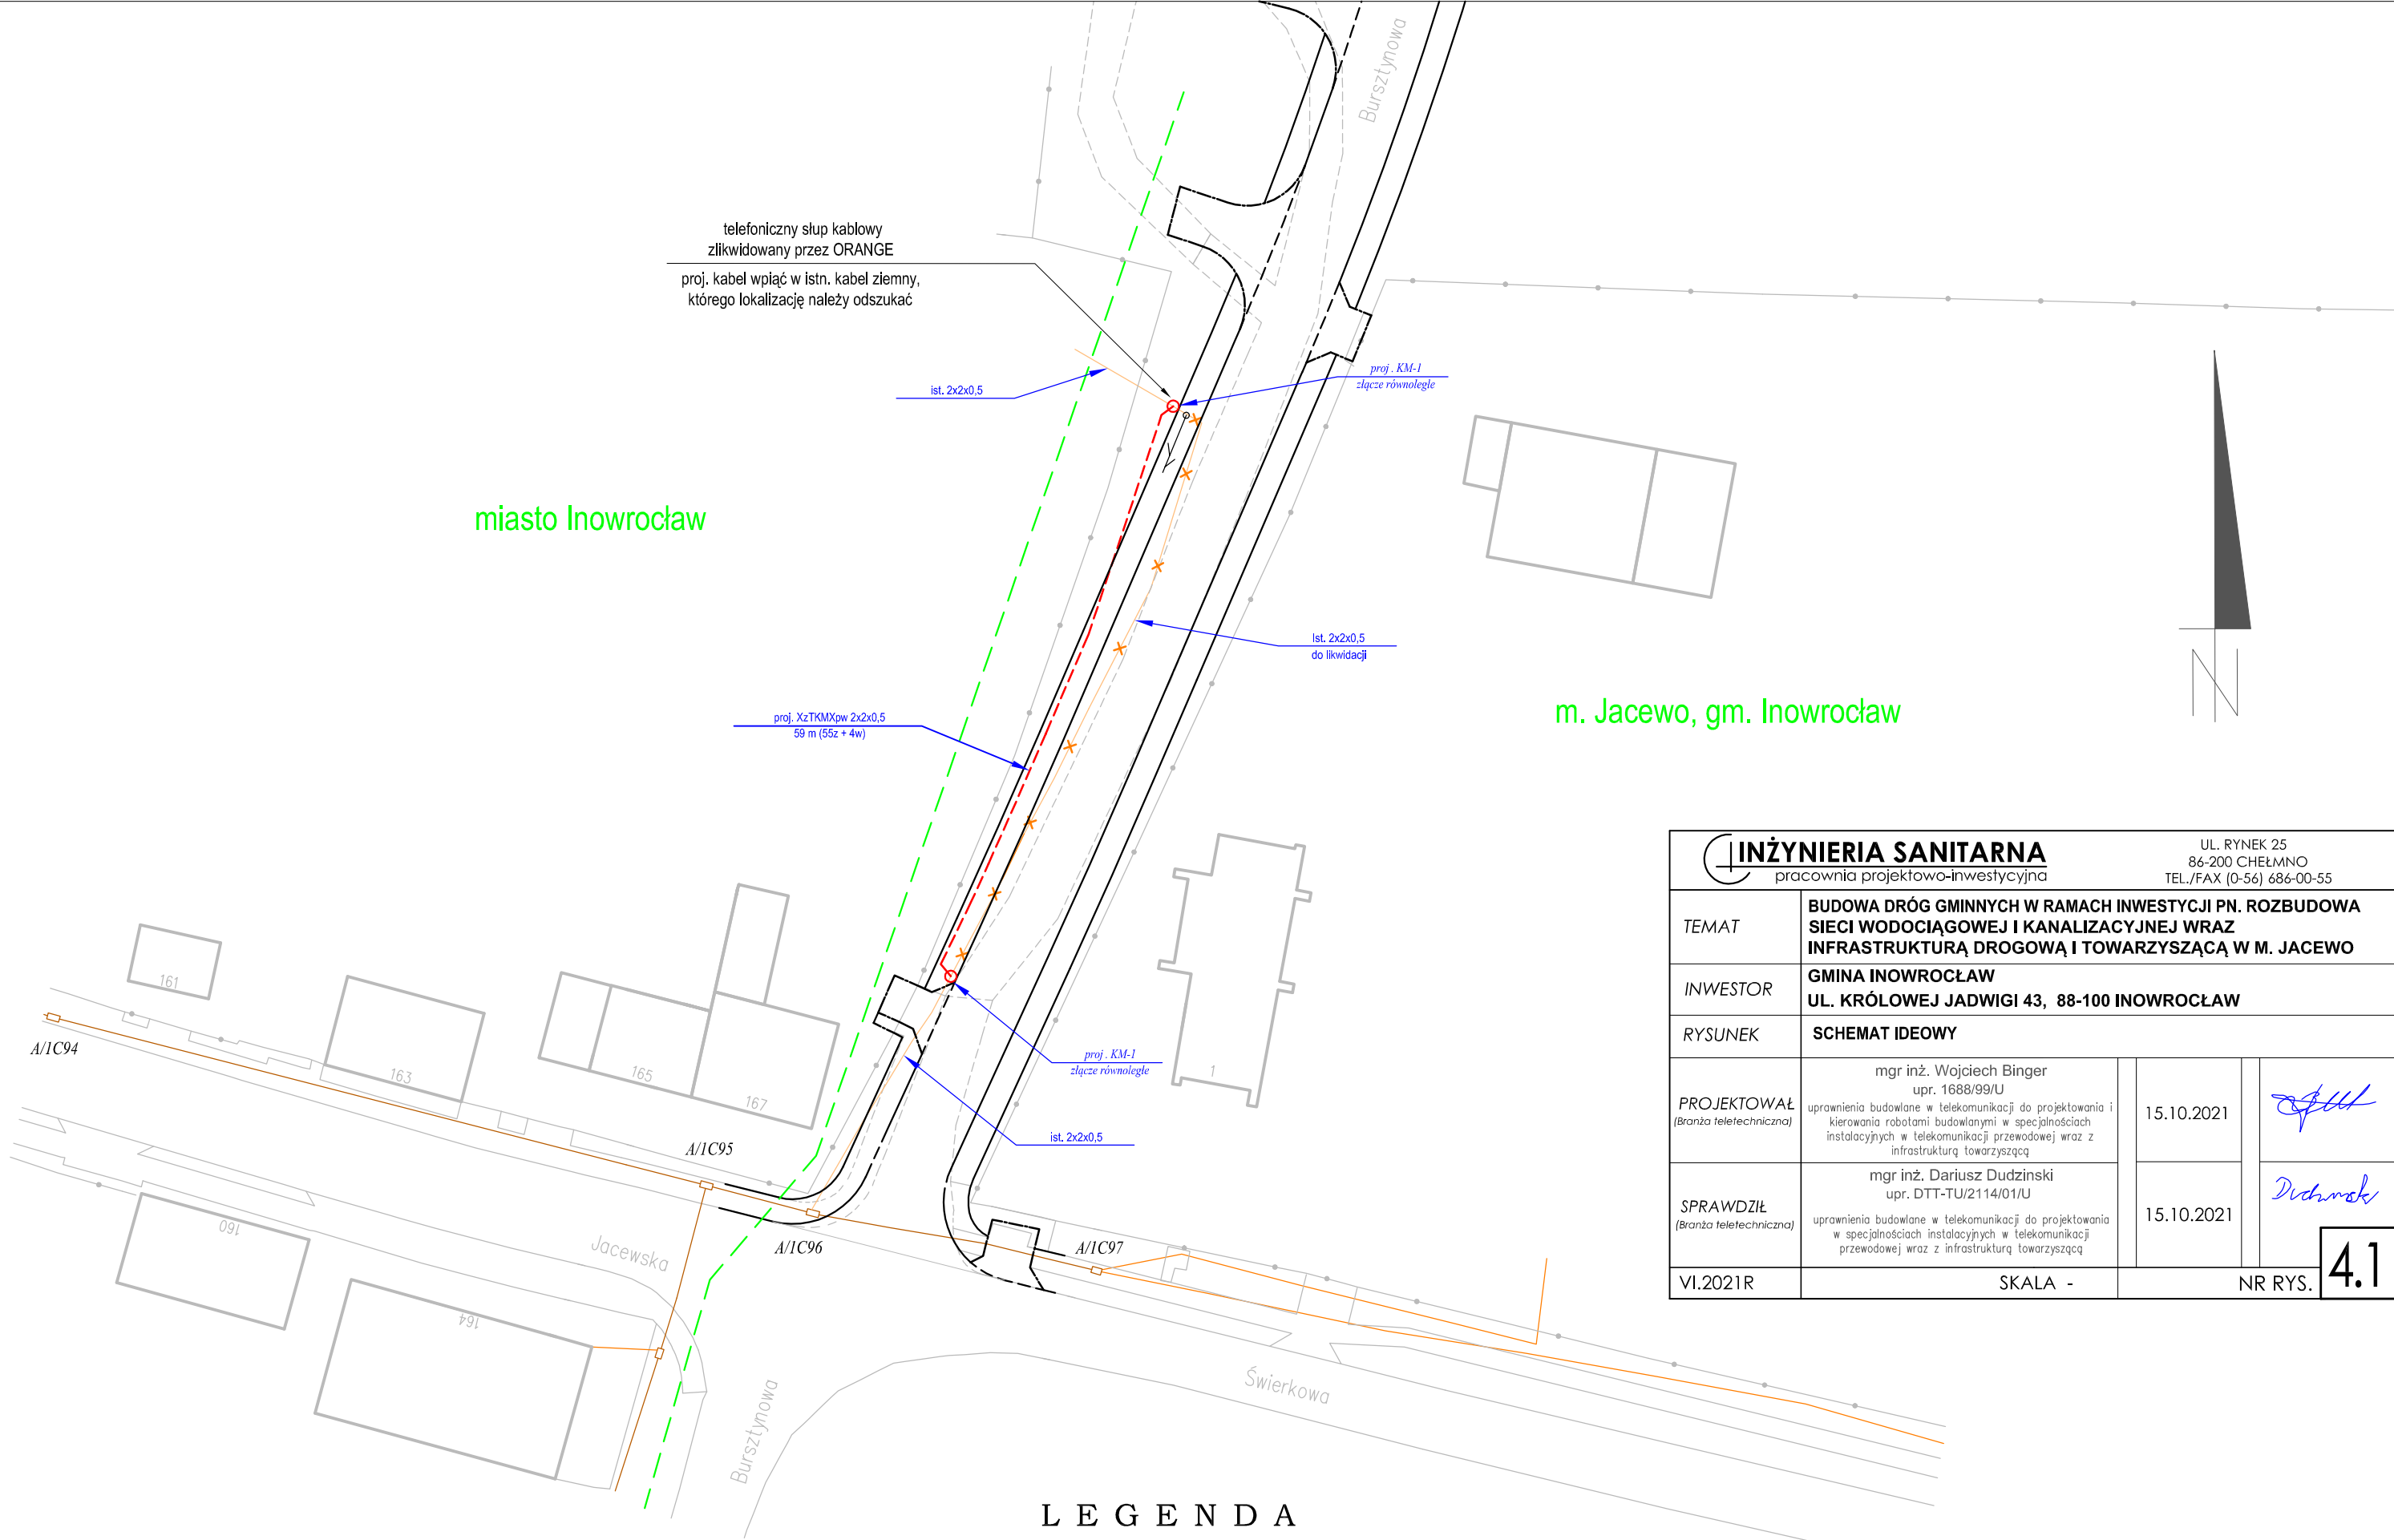 Bursztynowa
telefoniczny słup kablowy
zlikwidowany przez ORANGE
proj. kabel wpiąć w istn. kabel ziemny,
którego lokalizację należy odszukać
ist. 2x2x0,5
proj . KM-1
złącze równoległe
miasto Inowrocław
Ist. 2x2x0,5
do likwidacji
proj. XzTKMXpw 2x2x0,5
59 m (55z + 4w)
m. Jacewo, gm. Inowrocław
N
161
163
165
167
1
A/1C94
A/1C95
A/1C96
A/1C97
proj . KM-1
złącze równoległe
ist. 2x2x0,5
160
164
Jacewska
Bursztynowa
Świerkowa
LEGENDA
INŻYNIERIA SANITARNA
pracownia projektowo-inwestycyjna
UL. RYNEK 25
86-200 CHEŁMNO
TEL./FAX (0-56) 686-00-55
TEMAT
BUDOWA DRÓG GMINNYCH W RAMACH INWESTYCJI PN. ROZBUDOWA
SIECI WODOCIĄGOWEJ I KANALIZACYJNEJ WRAZ
INFRASTRUKTURĄ DROGOWĄ I TOWARZYSZĄCĄ W M. JACEWO
INWESTOR
GMINA INOWROCŁAW
UL. KRÓLOWEJ JADWIGI 43, 88-100 INOWROCŁAW
RYSUNEK
SCHEMAT IDEOWY
PROJEKTOWAŁ
(Branża teletechniczna)
mgr inż. Wojciech Binger
upr. 1688/99/U
uprawnienia budowlane w telekomunikacji do projektowania i
kierowania robotami budowlanymi w specjalnościach
instalacyjnych w telekomunikacji przewodowej wraz z
infrastrukturą towarzyszącą
15.10.2021
SPRAWDZIŁ
(Branża teletechniczna)
mgr inż. Dariusz Dudzinski
upr. DTT-TU/2114/01/U
uprawnienia budowlane w telekomunikacji do projektowania
w specjalnościach instalacyjnych w telekomunikacji
przewodowej wraz z infrastrukturą towarzyszącą
15.10.2021
VI.2021R
SKALA -
NR RYS.
4.1